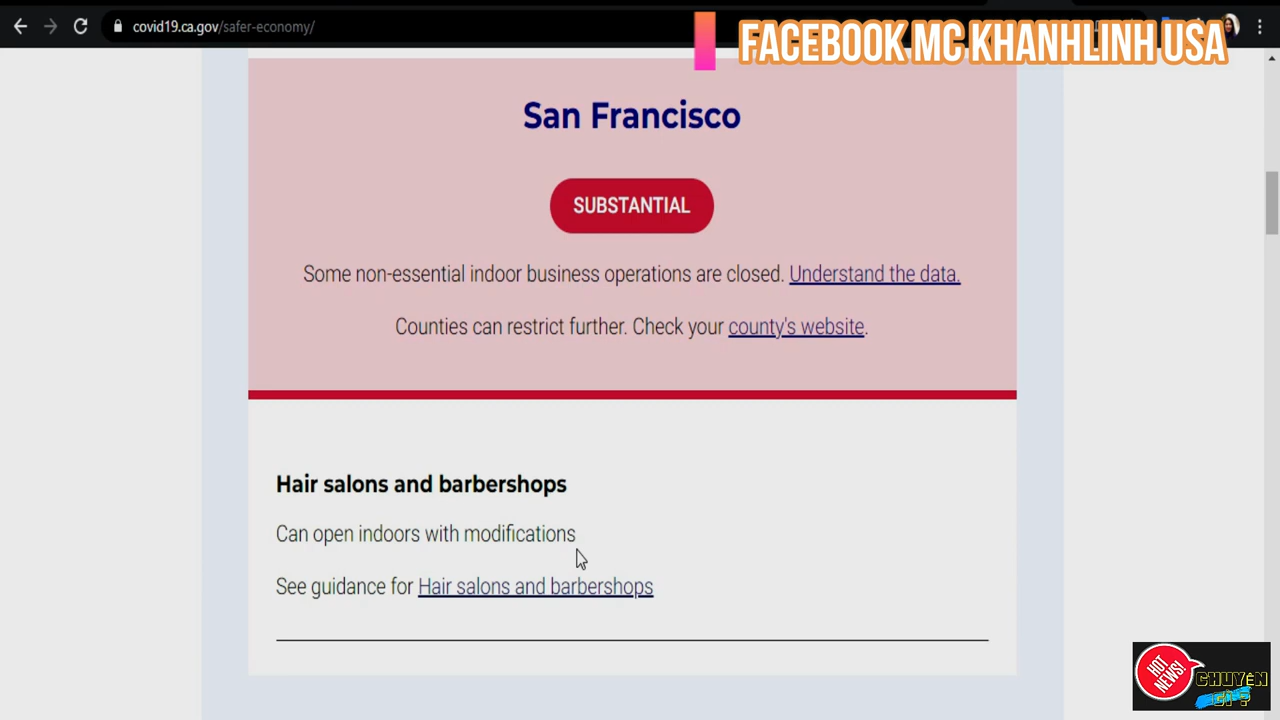 covid19.ca.gov/safer-economy/
FACEBOOK MC KHANHLINH USA
San Francisco
SUBSTANTIAL
Some non-essential indoor business operations are closed. Understand the data.
Counties can restrict further. Check your county's website.
Hair salons and barbershops
Can open indoors with modifications
See guidance for Hair salons and barbershops
HOT
NEWS!
CHUYỆN
GÌ?